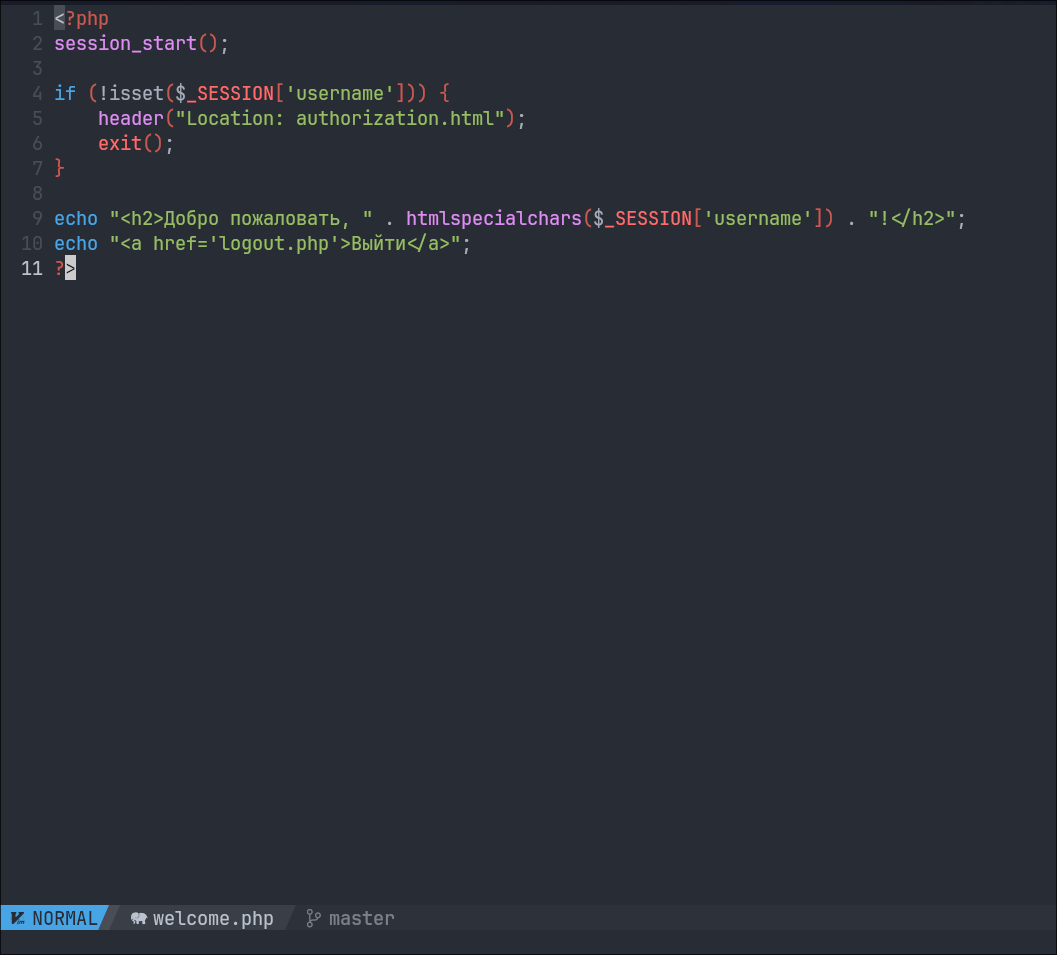 1 <?php
2 session_start();
3
4 if (!isset($_SESSION['username'])) {
5     header("Location: authorization.html");
6     exit();
7 }
8
9 echo "<h2>Добро пожаловать, " . htmlspecialchars($_SESSION['username']) . "!</h2>";
10 echo "<a href='logout.php'>Выйти</a>";
11 ?>
NORMAL welcome.php master